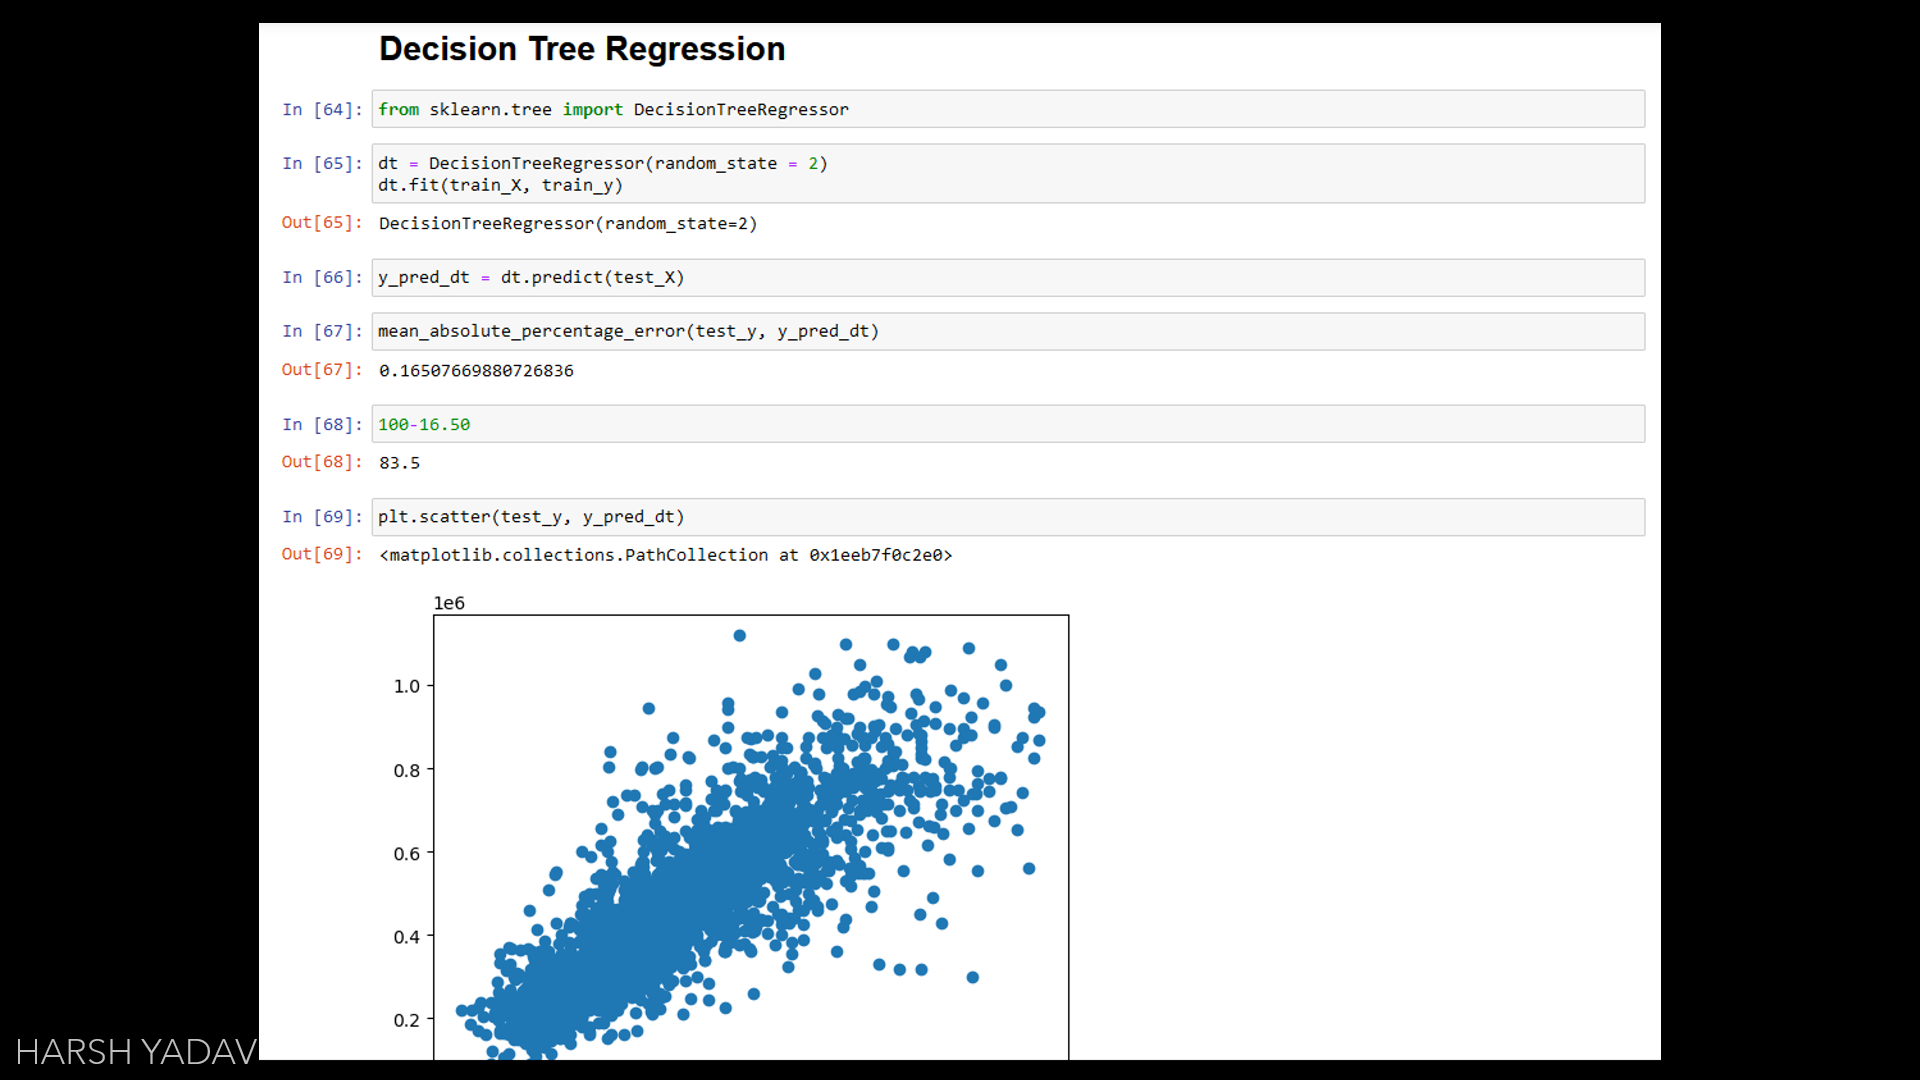 Decision Tree Regression
In [64]: from sklearn.tree import DecisionTreeRegressor
In [65]: dt = DecisionTreeRegressor(random_state = 2)
dt.fit(train_X, train_y)
Out[65]: DecisionTreeRegressor(random_state=2)
In [66]: y_pred_dt = dt.predict(test_X)
In [67]: mean_absolute_percentage_error(test_y, y_pred_dt)
Out[67]: 0.16507669880726836
In [68]: 100-16.50
Out[68]: 83.5
In [69]: plt.scatter(test_y, y_pred_dt)
Out[69]: <matplotlib.collections.PathCollection at 0x1eeb7f0c2e0>
1e6
1.0
0.8
0.6
0.4
0.2
HARSH YADAV